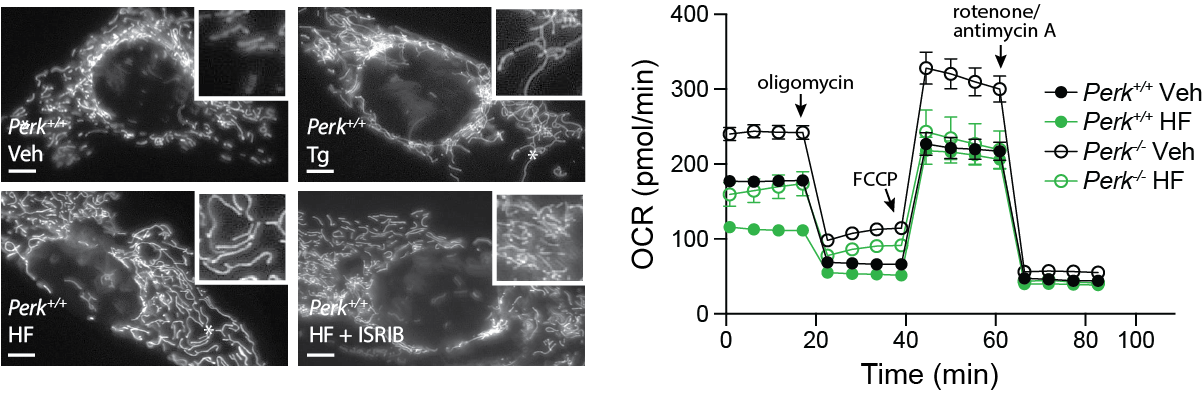 Perk+/+
Veh
Perk+/+
Tg
*
Perk+/+
HF
*
Perk+/+
HF + ISRIB
OCR (pmol/min)
400
300
200
100
0
oligomycin
FCCP
rotenone/
antimycin A
Perk+/+ Veh
Perk+/+ HF
Perk-/- Veh
Perk-/- HF
0 20 40 60 80 100
Time (min)